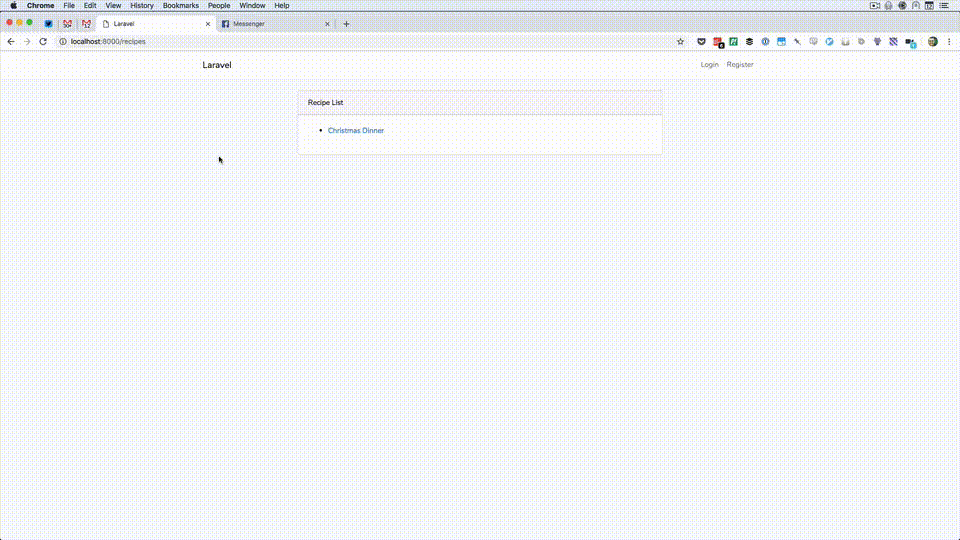 Chrome File Edit View History Bookmarks People Window Help
Laravel
Messenger
localhost:8000/recipes
Laravel
Login Register
Recipe List
Christmas Dinner